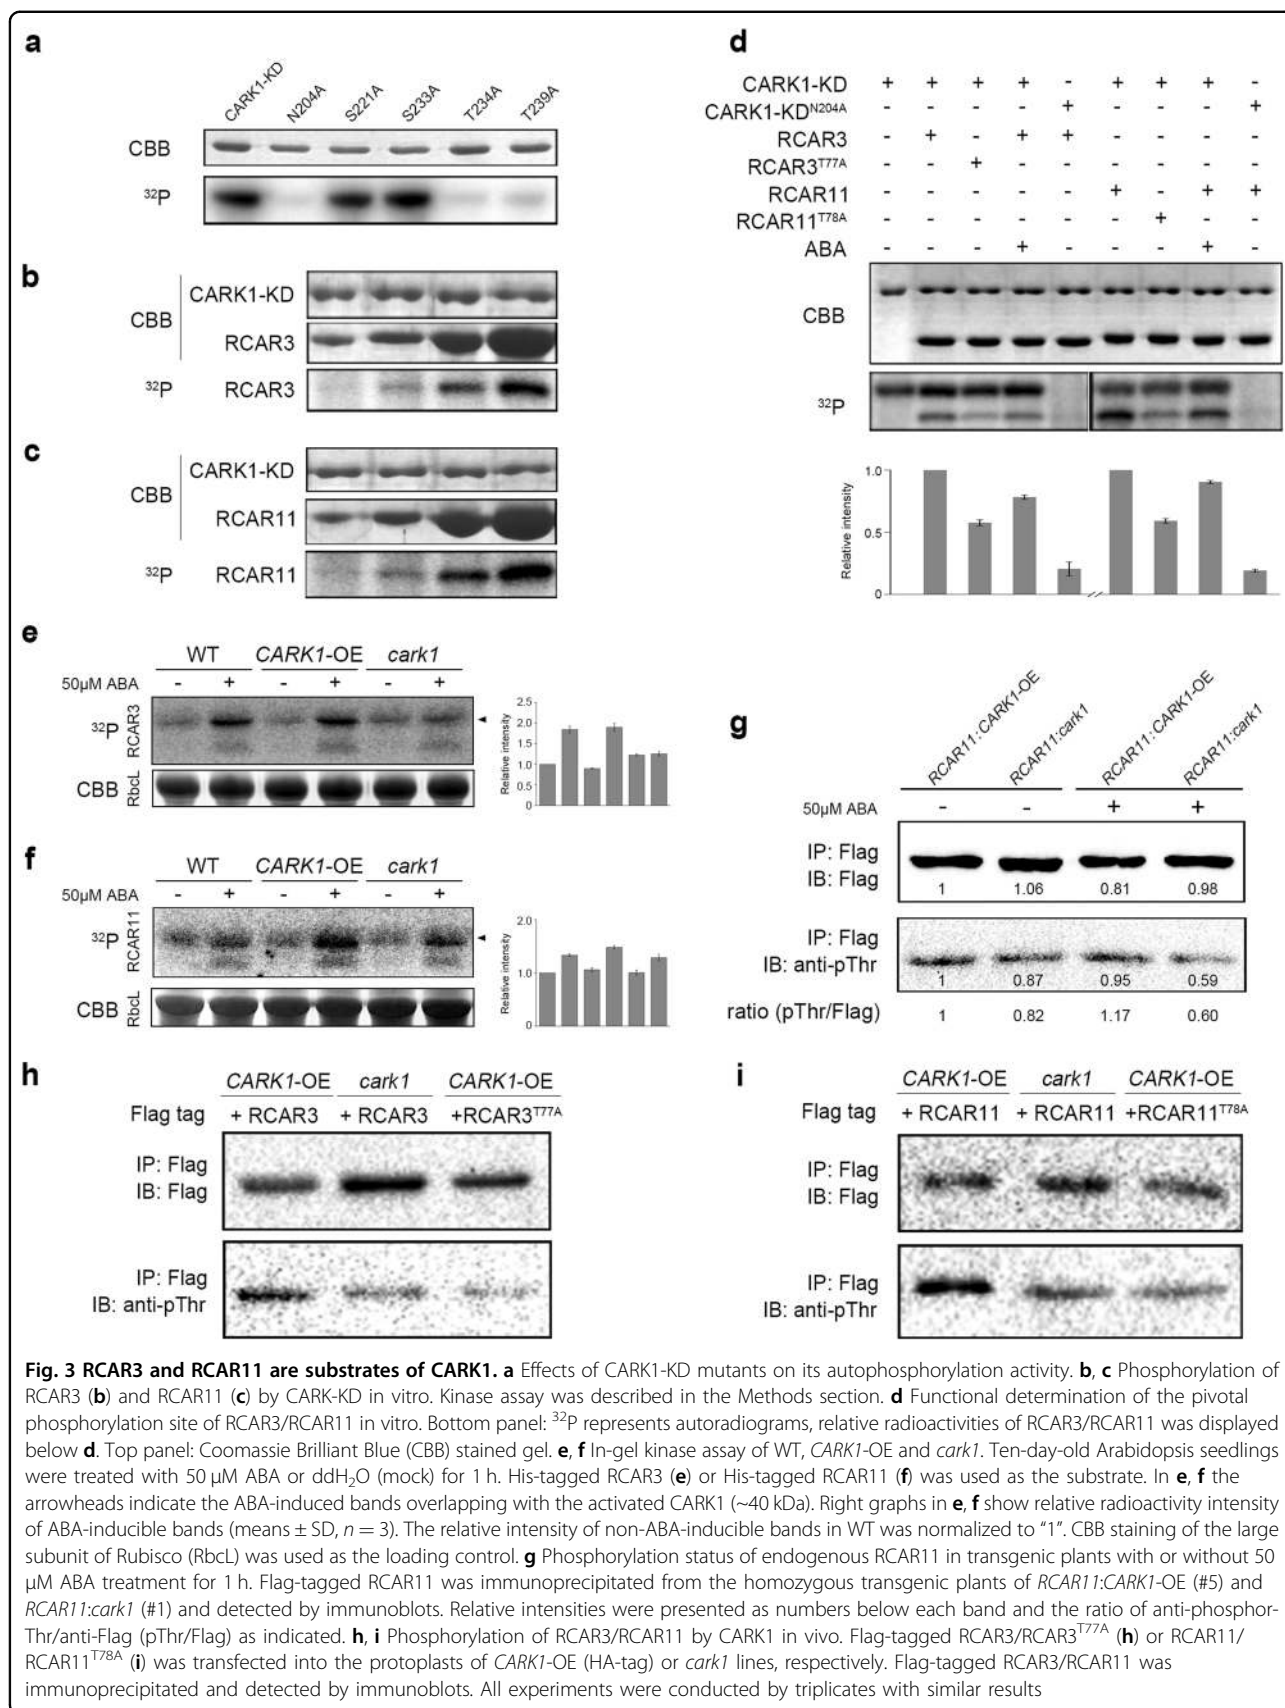 a
CARK1-KD N204A S221A S233A T234A T239A
CBB
³²P
b
CBB CARK1-KD
RCAR3
³²P RCAR3
c
CBB CARK1-KD
RCAR11
³²P RCAR11
d
CARK1-KD + + + + - + + + -
CARK1-KDᴺ²⁰⁴ᴬ - - - - + - - - +
RCAR3 - + - + + - - - -
RCAR3ᵀ⁷⁷ᴬ - - + - - - - - -
RCAR11 - - - - - + - + +
RCAR11ᵀ⁷⁸ᴬ - - - - - - + - -
ABA - - - + - - - + -
CBB
³²P
Relative intensity
1.0
0.5
0
e
WT CARK1-OE cark1
50µM ABA - + - + - +
³²P RCAR3
CBB RbcL
Relative intensity
2.5
2.0
1.5
1.0
0.5
0
f
WT CARK1-OE cark1
50µM ABA - + - + - +
³²P RCAR11
CBB RbcL
Relative intensity
2.0
1.0
0
g
RCAR11::CARK1-OE RCAR11:cark1 RCAR11::CARK1-OE RCAR11:cark1
50µM ABA - - + +
IP: Flag
IB: Flag
1 1.06 0.81 0.98
IP: Flag
IB: anti-pThr
1 0.87 0.95 0.59
ratio (pThr/Flag) 1 0.82 1.17 0.60
h
CARK1-OE cark1 CARK1-OE
Flag tag + RCAR3 + RCAR3 +RCAR3ᵀ⁷⁷ᴬ
IP: Flag
IB: Flag
IP: Flag
IB: anti-pThr
i
CARK1-OE cark1 CARK1-OE
Flag tag + RCAR11 + RCAR11 +RCAR11ᵀ⁷⁸ᴬ
IP: Flag
IB: Flag
IP: Flag
IB: anti-pThr
Fig. 3 RCAR3 and RCAR11 are substrates of CARK1. a Effects of CARK1-KD mutants on its autophosphorylation activity. b, c Phosphorylation of
RCAR3 (b) and RCAR11 (c) by CARK-KD in vitro. Kinase assay was described in the Methods section. d Functional determination of the pivotal
phosphorylation site of RCAR3/RCAR11 in vitro. Bottom panel: ³²P represents autoradiograms, relative radioactivities of RCAR3/RCAR11 was displayed
below d. Top panel: Coomassie Brilliant Blue (CBB) stained gel. e, f In-gel kinase assay of WT, CARK1-OE and cark1. Ten-day-old Arabidopsis seedlings
were treated with 50 µM ABA or ddH₂O (mock) for 1 h. His-tagged RCAR3 (e) or His-tagged RCAR11 (f) was used as the substrate. In e, f the
arrowheads indicate the ABA-induced bands overlapping with the activated CARK1 (~40 kDa). Right graphs in e, f show relative radioactivity intensity
of ABA-inducible bands (means ± SD, n = 3). The relative intensity of non-ABA-inducible bands in WT was normalized to “1”. CBB staining of the large
subunit of Rubisco (RbcL) was used as the loading control. g Phosphorylation status of endogenous RCAR11 in transgenic plants with or without 50
µM ABA treatment for 1 h. Flag-tagged RCAR11 was immunoprecipitated from the homozygous transgenic plants of RCAR11:CARK1-OE (#5) and
RCAR11:cark1 (#1) and detected by immunoblots. Relative intensities were presented as numbers below each band and the ratio of anti-phosphor-
Thr/anti-Flag (pThr/Flag) as indicated. h, i Phosphorylation of RCAR3/RCAR11 by CARK1 in vivo. Flag-tagged RCAR3/RCAR3ᵀ⁷⁷ᴬ (h) or RCAR11/
RCAR11ᵀ⁷⁸ᴬ (i) was transfected into the protoplasts of CARK1-OE (HA-tag) or cark1 lines, respectively. Flag-tagged RCAR3/RCAR11 was
immunoprecipitated and detected by immunoblots. All experiments were conducted by triplicates with similar results